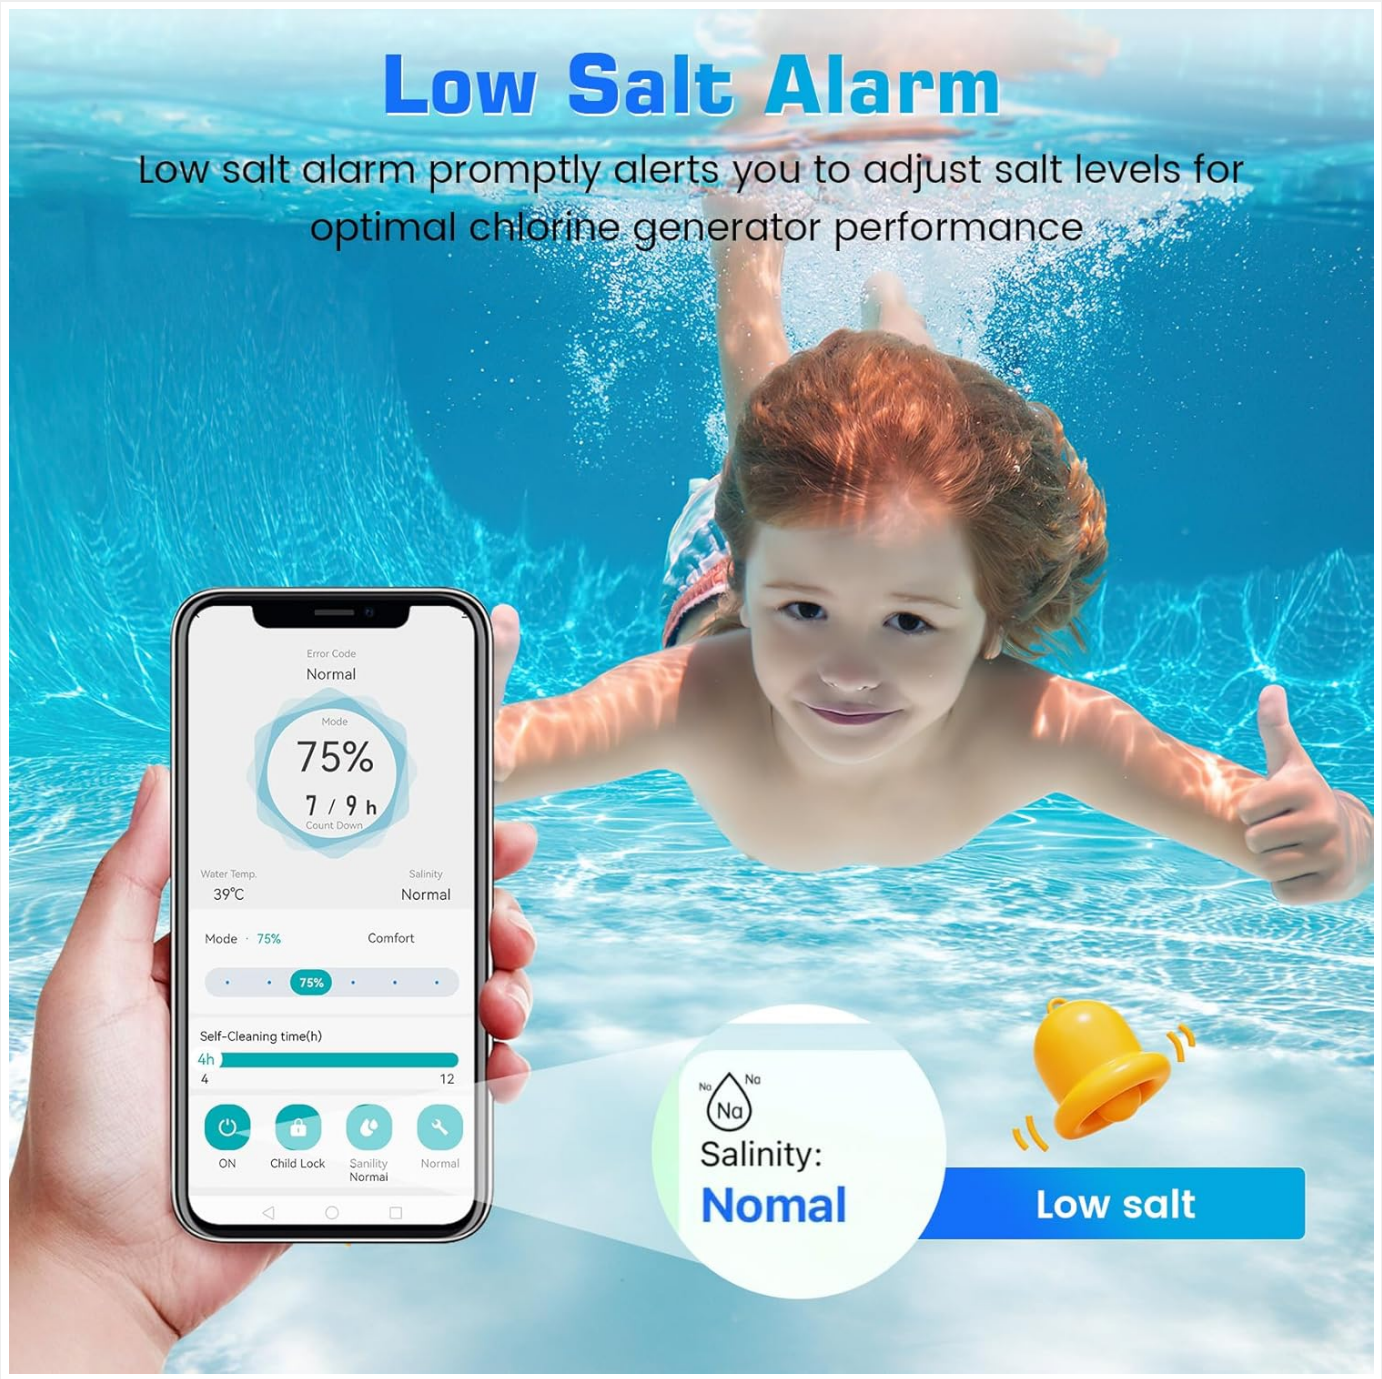 Low Salt Alarm
Low salt alarm promptly alerts you to adjust salt levels for
optimal chlorine generator performance
Error Code
Normal
Mode
75%
7 / 9 h
Count Down
Water Temp. Salinity
39°C Normal
Mode · 75% Comfort
75%
Self-Cleaning time(h)
4h
4 12
ON Child Lock Sanility Normal
Normal
Na Na
Na
Salinity:
Nomal
Low salt